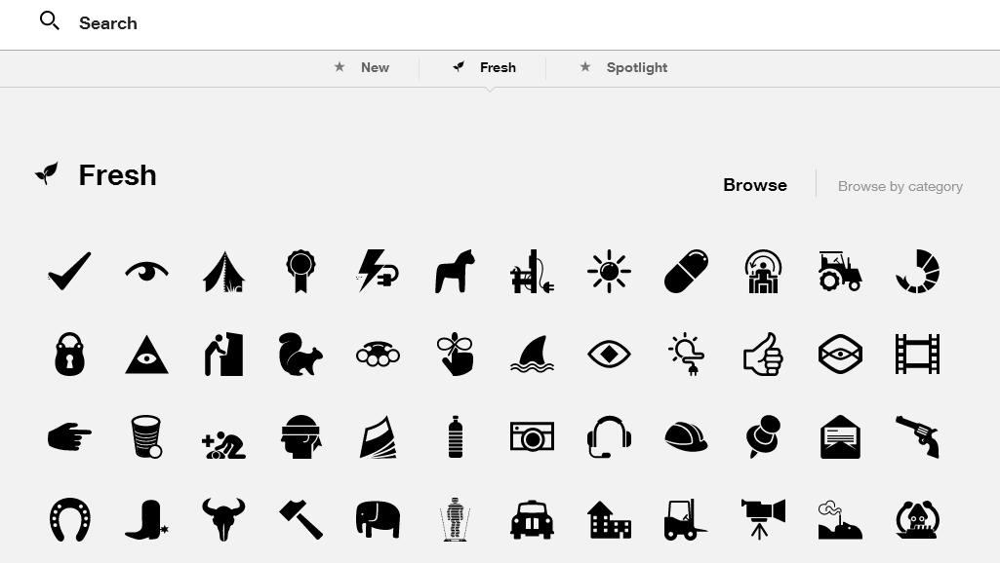 Search
New
Fresh
Spotlight
Fresh
Browse
Browse by category